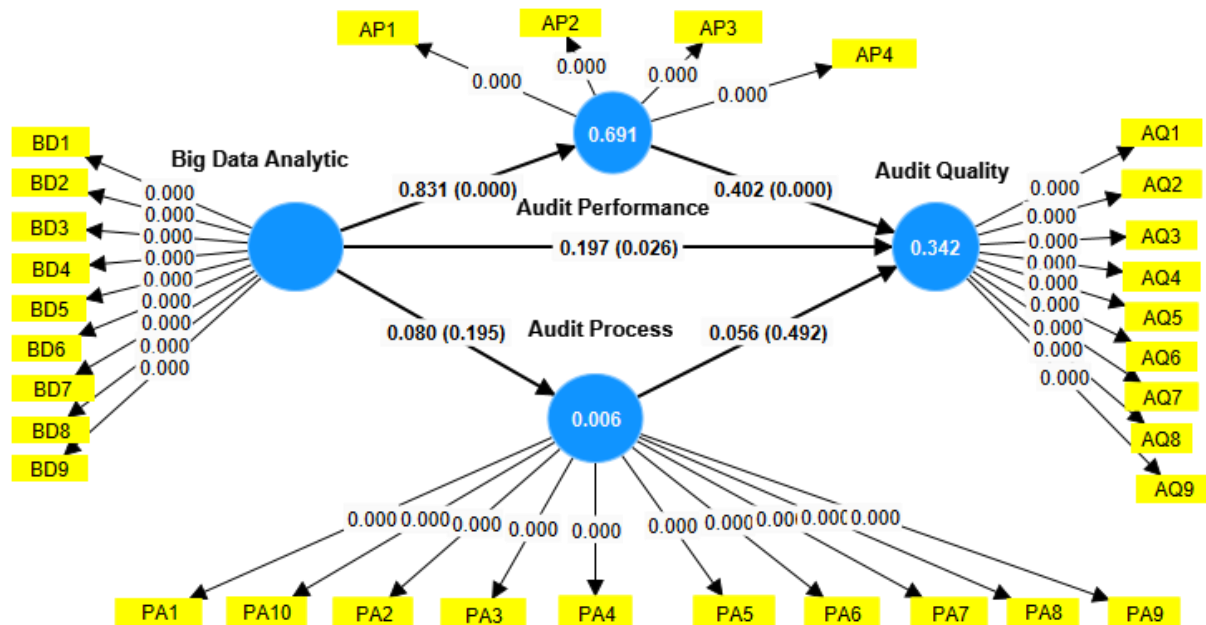 AP1
AP2
AP3
AP4
0.000
0.000
0.000
0.000
0.691
Big Data Analytic
BD1
BD2
BD3
BD4
BD5
BD6
BD7
BD8
BD9
0.000
0.000
0.000
0.000
0.000
0.000
0.000
0.000
0.000
0.831 (0.000)
Audit Performance
0.402 (0.000)
0.197 (0.026)
0.080 (0.195)
Audit Process
0.056 (0.492)
0.006
Audit Quality
0.342
0.000
0.000
0.000
0.000
0.000
0.000
0.000
0.000
0.000
AQ1
AQ2
AQ3
AQ4
AQ5
AQ6
AQ7
AQ8
AQ9
0.000
0.000
0.000
0.000
0.000
0.000
0.000
0.000
0.000
0.000
PA1
PA10
PA2
PA3
PA4
PA5
PA6
PA7
PA8
PA9